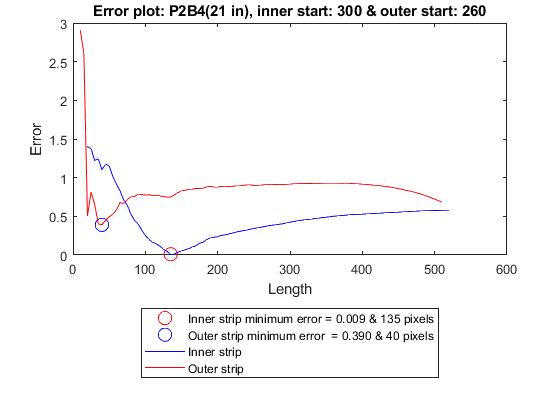 Error plot: P2B4(21 in), inner start: 300 & outer start: 260
3
2.5
2
1.5
1
0.5
0
Error
0 100 200 300 400 500 600
Length
Inner strip minimum error = 0.009 & 135 pixels
Outer strip minimum error = 0.390 & 40 pixels
Inner strip
Outer strip